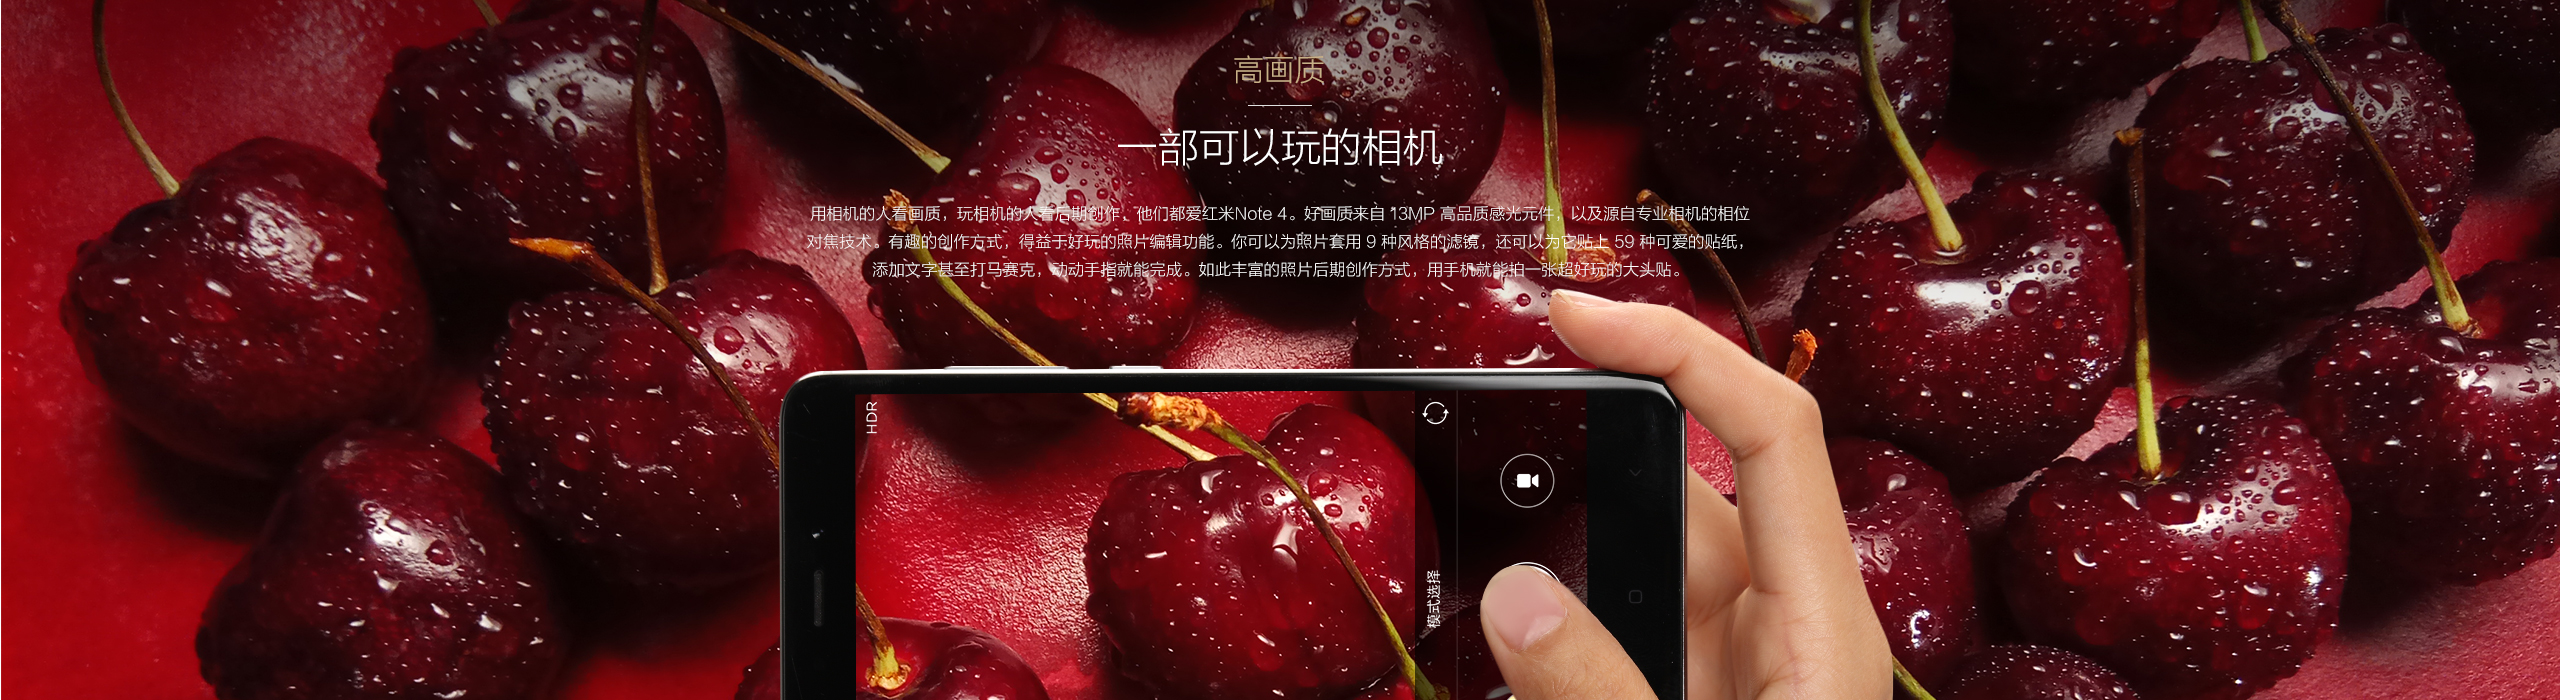 高画质
一部可以玩的相机
用相机的人看画质，玩相机的人看后期创作，他们都爱红米Note 4。好画质来自 13MP 高品质感光元件，以及源自专业相机的相位
对焦技术。有趣的创作方式，得益于好玩的照片编辑功能。你可以为照片套用 9 种风格的滤镜，还可以为它贴上 59 种可爱的贴纸，
添加文字甚至打马赛克，动动手指就能完成。如此丰富的照片后期创作方式，用手机就能拍一张超好玩的大头贴。
HDR
模式选择